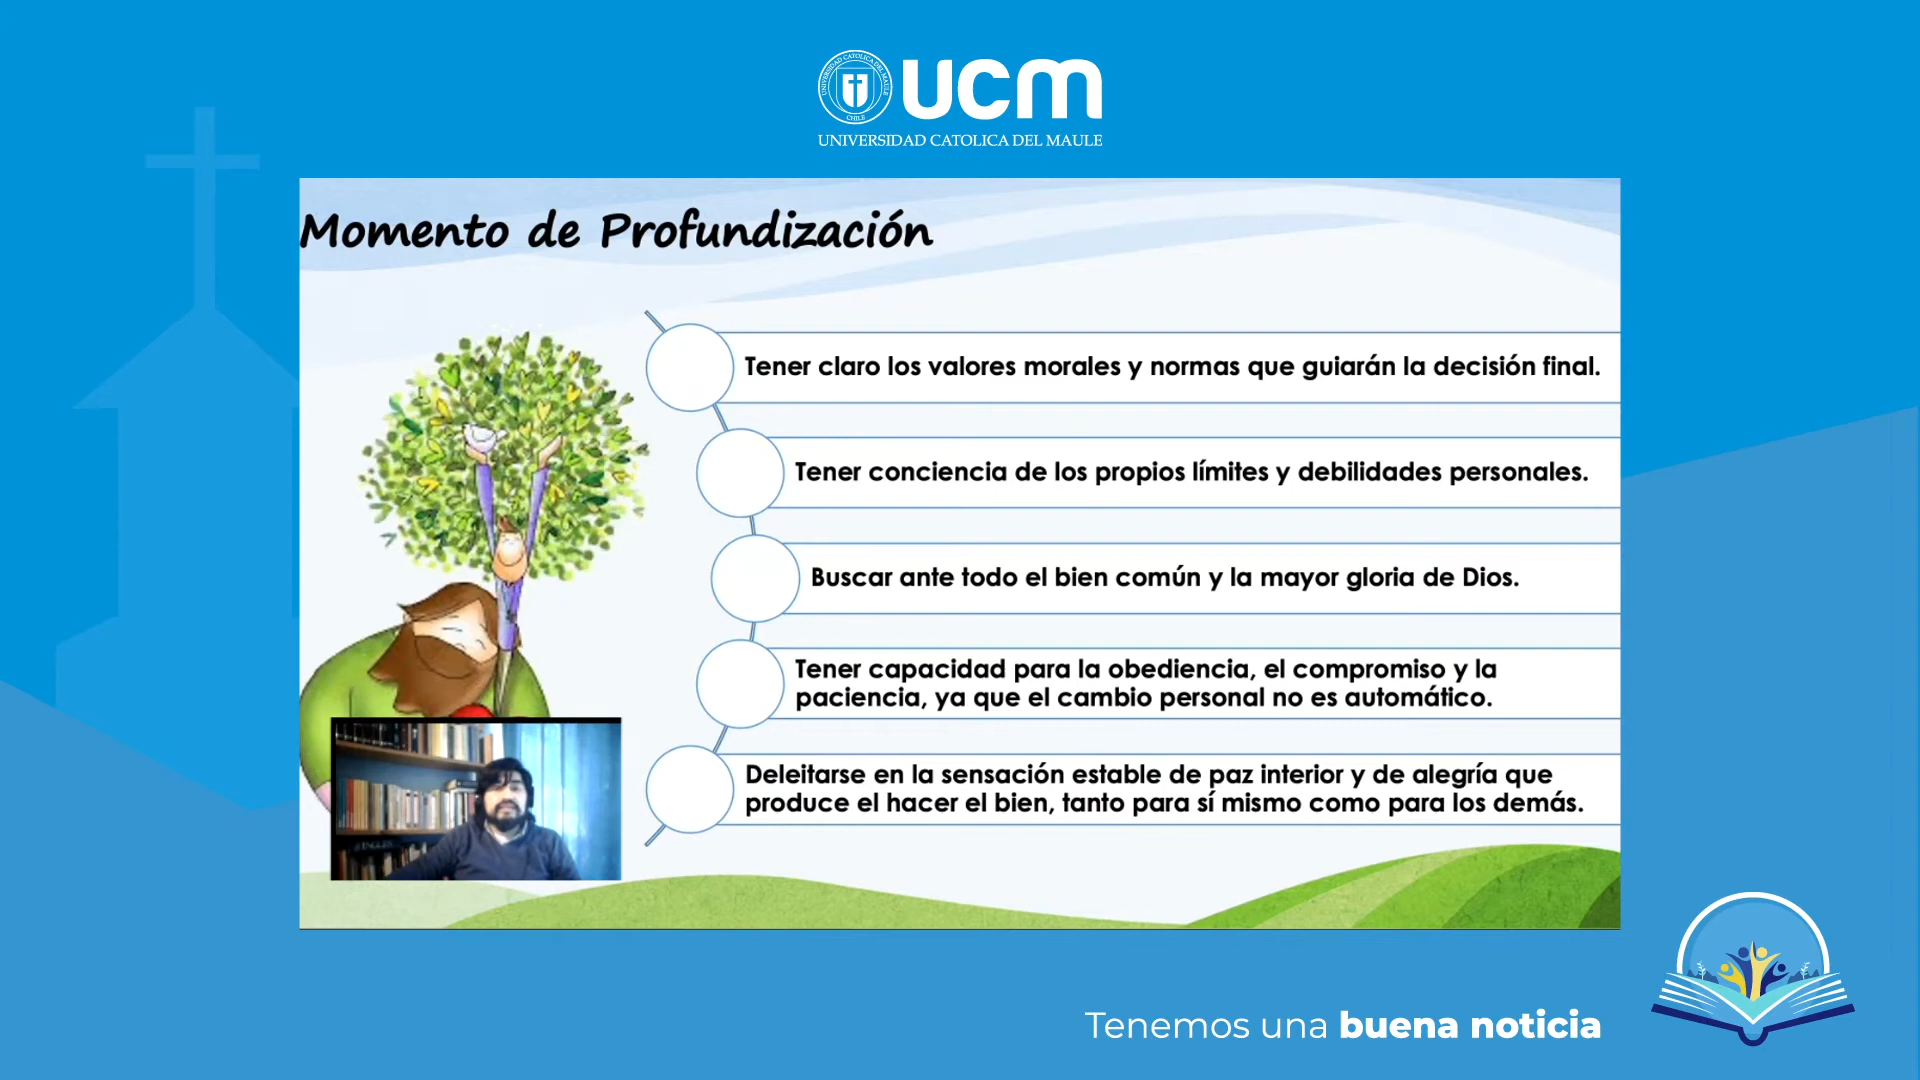 ucm
UNIVERSIDAD CATOLICA DEL MAULE
Momento de Profundización
Tener claro los valores morales y normas que guiarán la decisión final.
Tener conciencia de los propios límites y debilidades personales.
Buscar ante todo el bien común y la mayor gloria de Dios.
Tener capacidad para la obediencia, el compromiso y la
paciencia, ya que el cambio personal no es automático.
Deleitarse en la sensación estable de paz interior y de alegría que
produce el hacer el bien, tanto para sí mismo como para los demás.
Tenemos una buena noticia